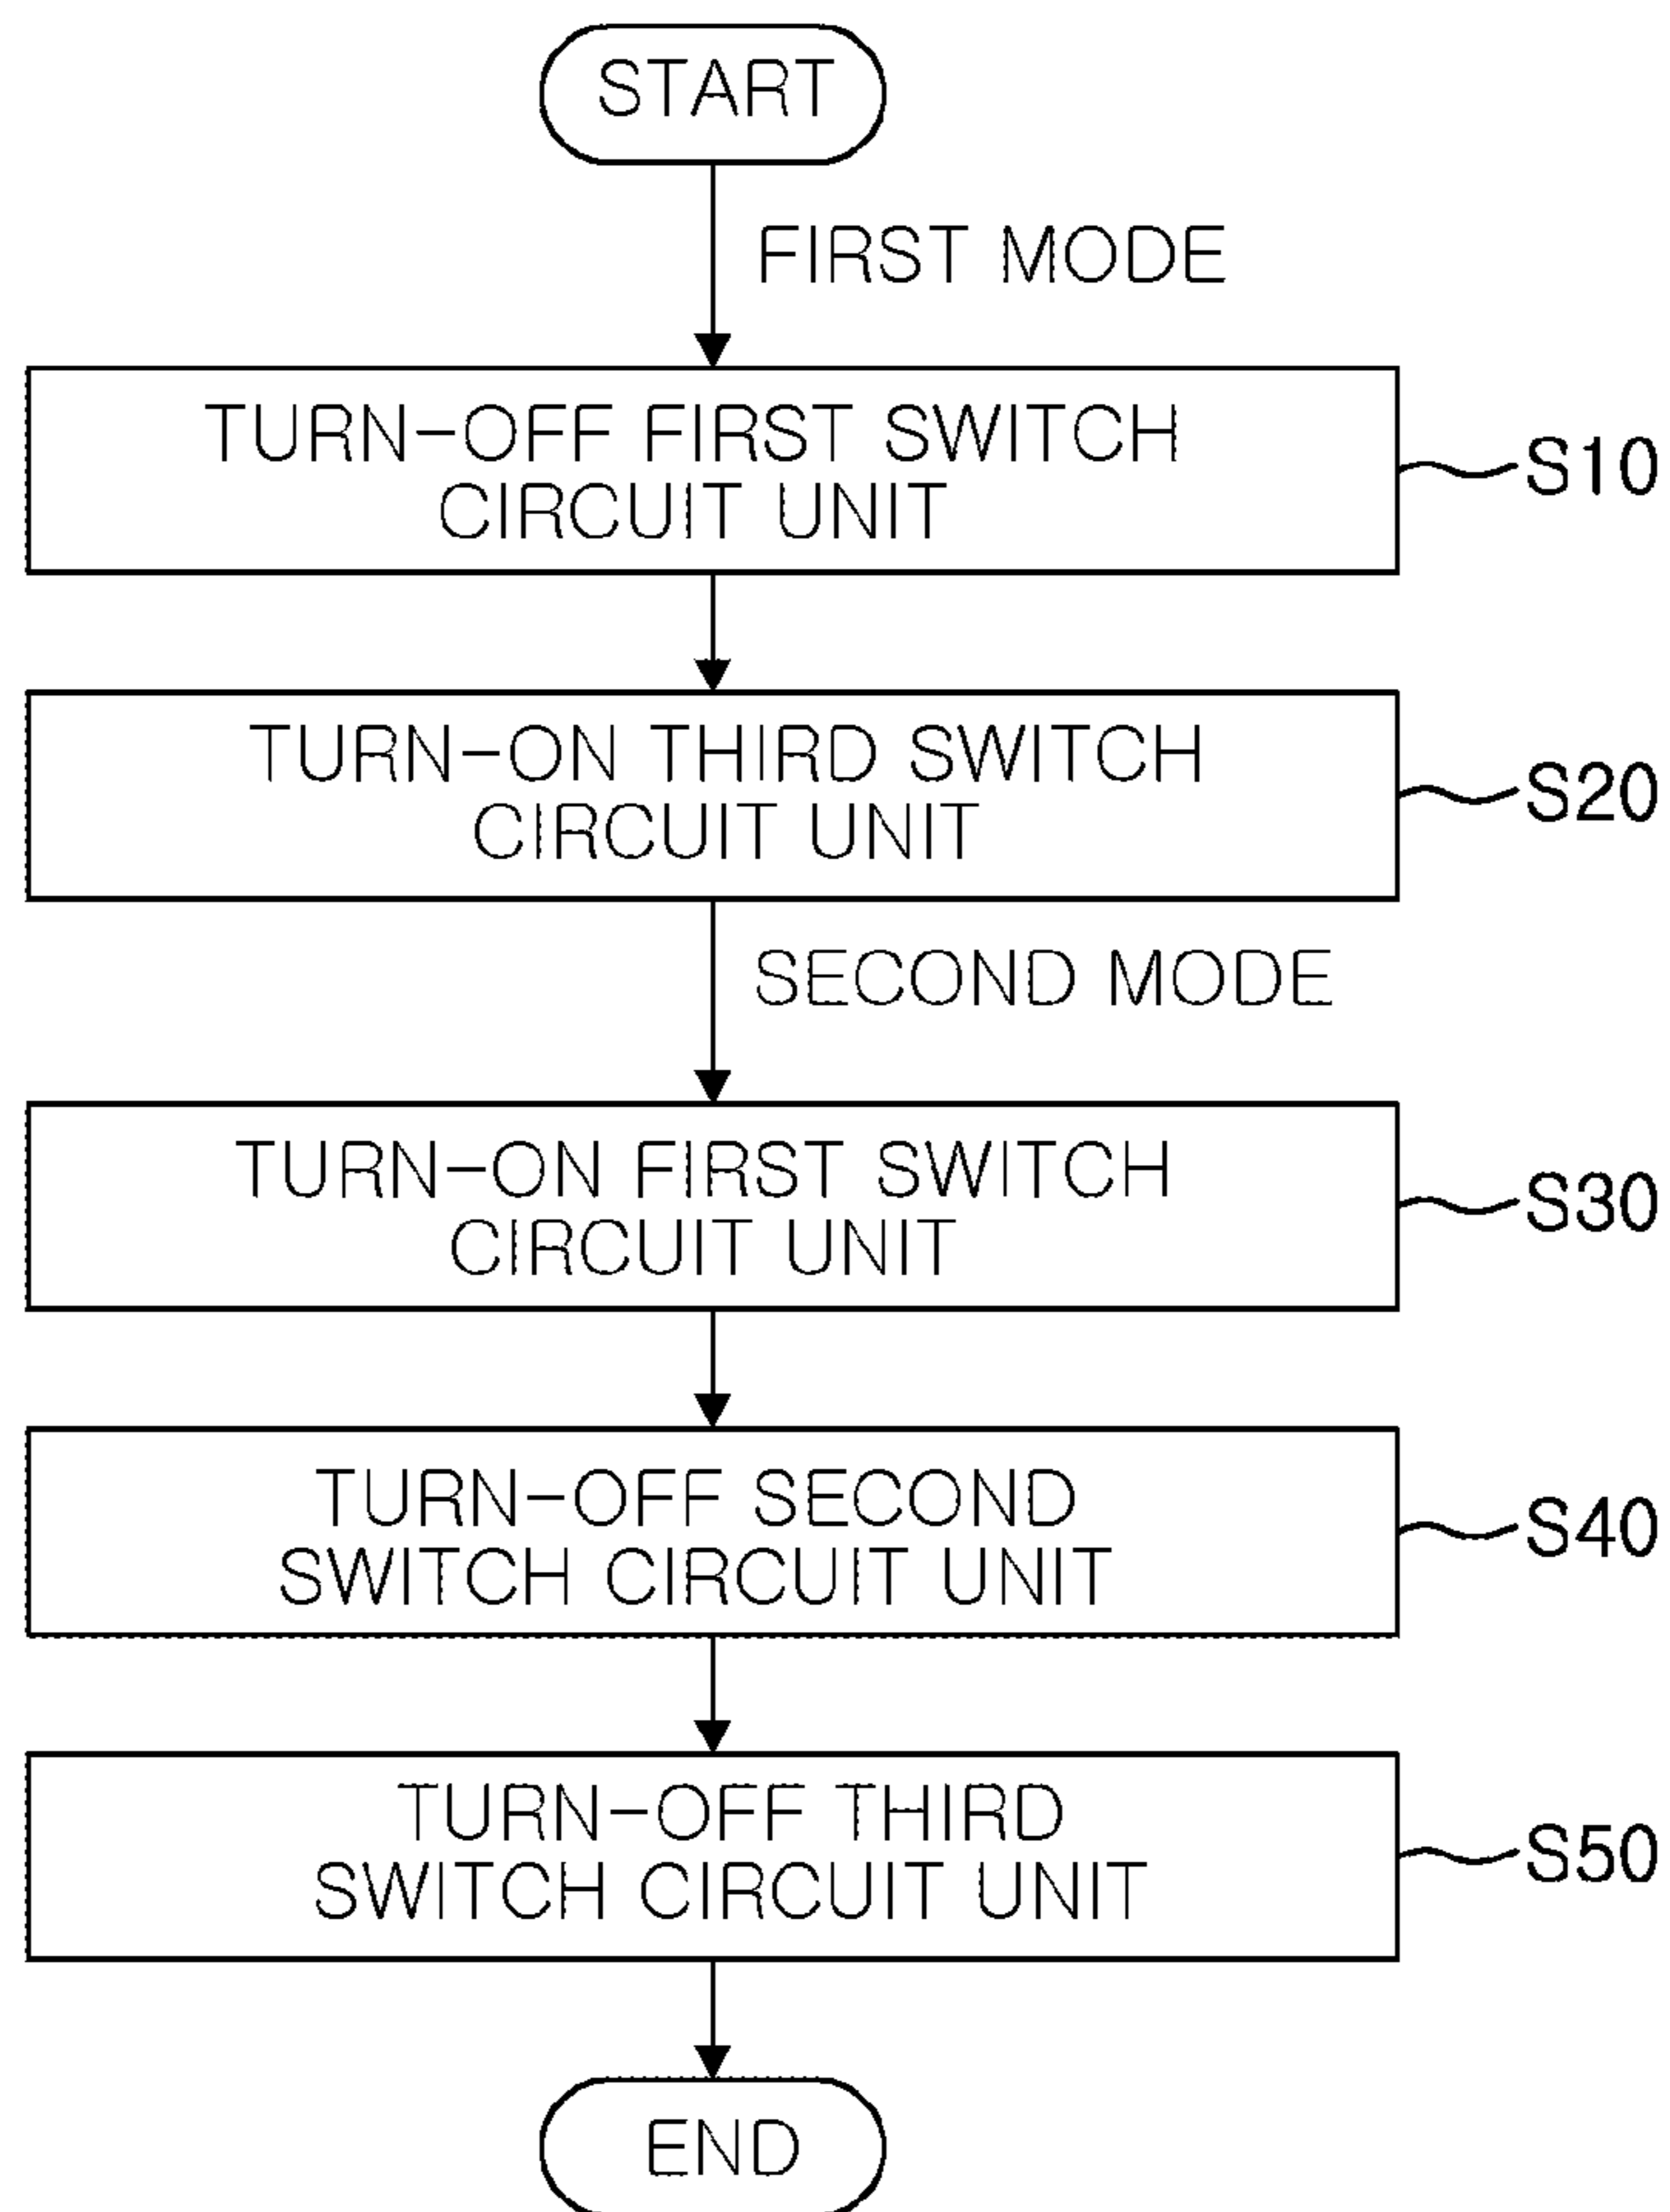 START
FIRST MODE
TURN-OFF FIRST SWITCH
CIRCUIT UNIT
S10
TURN-ON THIRD SWITCH
CIRCUIT UNIT
S20
SECOND MODE
TURN-ON FIRST SWITCH
CIRCUIT UNIT
S30
TURN-OFF SECOND
SWITCH CIRCUIT UNIT
S40
TURN-OFF THIRD
SWITCH CIRCUIT UNIT
S50
END